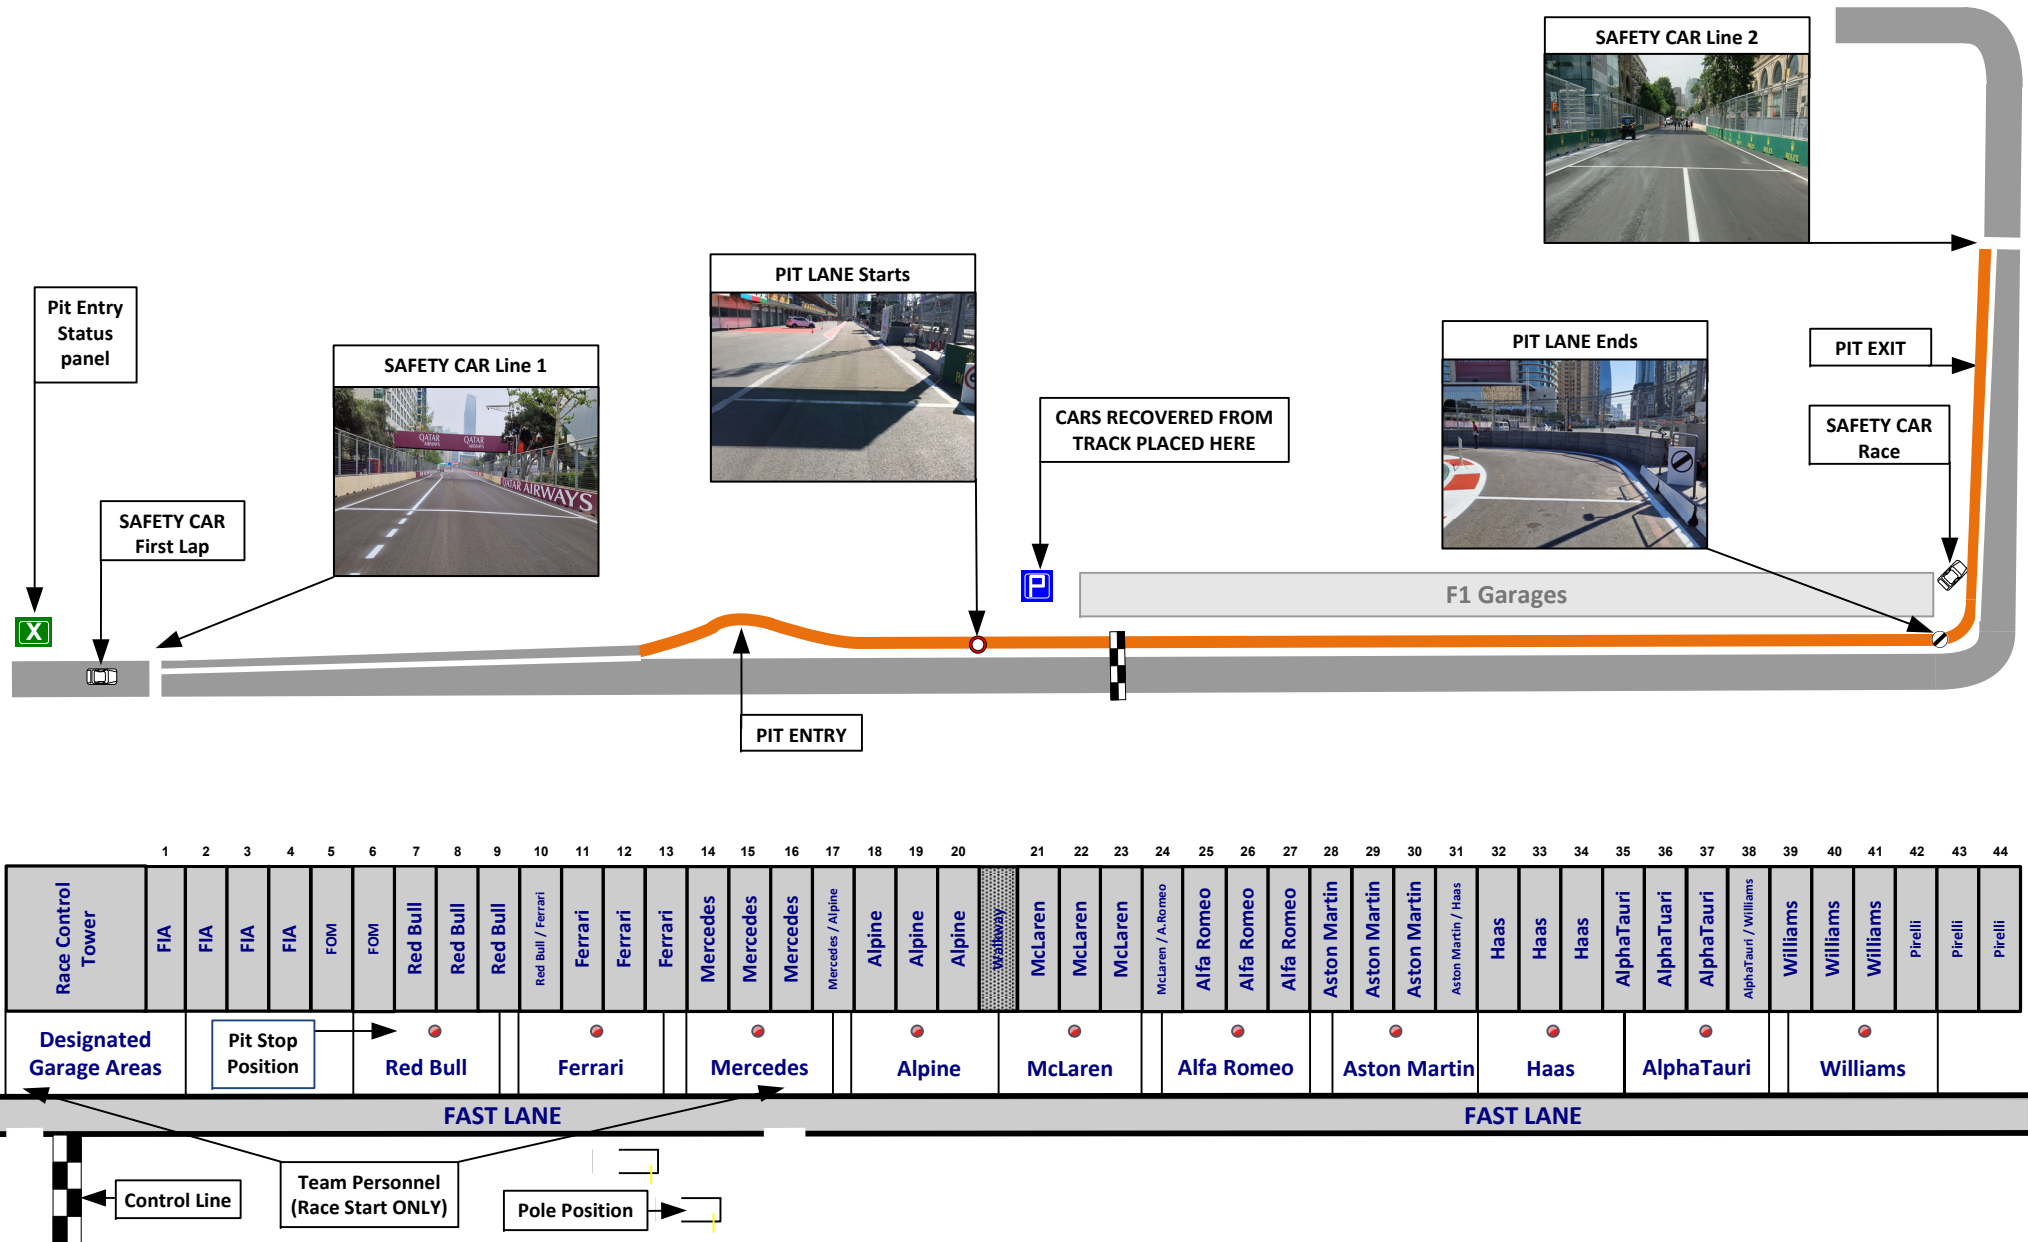 SAFETY CAR Line 2
PIT LANE Starts
Pit Entry
Status
panel
PIT LANE Ends
PIT EXIT
SAFETY CAR Line 1
QATAR
AIRWAYS
QATAR
AIRWAYS
QATAR AIRWAYS
CARS RECOVERED FROM
TRACK PLACED HERE
SAFETY CAR
Race
SAFETY CAR
First Lap
P
F1 Garages
X
PIT ENTRY
1 2 3 4 5 6 7 8 9 10 11 12 13 14 15 16 17 18 19 20 21 22 23 24 25 26 27 28 29 30 31 32 33 34 35 36 37 38 39 40 41 42 43 44
Race Control
Tower
FIA
FIA
FIA
FIA
FOM
FOM
Red Bull
Red Bull
Red Bull
Red Bull / Ferrari
Ferrari
Ferrari
Ferrari
Mercedes
Mercedes
Mercedes
Mercedes / Alpine
Alpine
Alpine
Alpine
Walkway
McLaren
McLaren
McLaren
McLaren / A.Romeo
Alfa Romeo
Alfa Romeo
Alfa Romeo
Aston Martin
Aston Martin
Aston Martin
Aston Martin / Haas
Haas
Haas
Haas
AlphaTauri
AlphaTuari
AlphaTauri
AlphaTauri / Williams
Williams
Williams
Williams
Pirelli
Pirelli
Pirelli
Designated
Garage Areas
Pit Stop
Position
Red Bull
Ferrari
Mercedes
Alpine
McLaren
Alfa Romeo
Aston Martin
Haas
AlphaTauri
Williams
FAST LANE
FAST LANE
Control Line
Team Personnel
(Race Start ONLY)
Pole Position